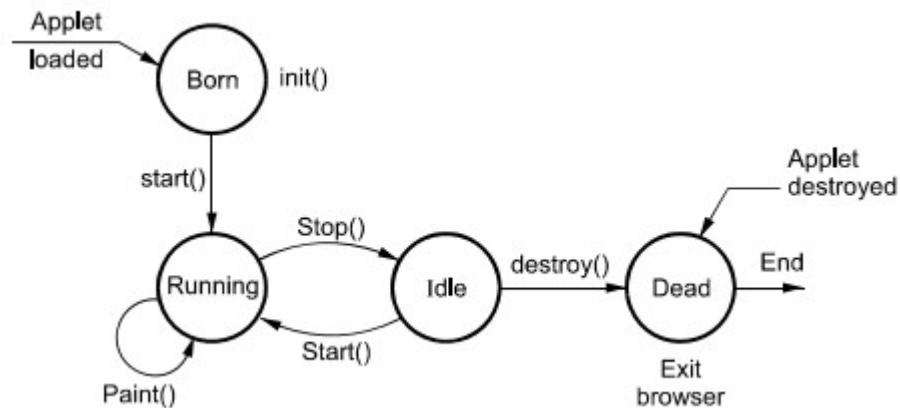 Applet
loaded
Born
init()
start()
Applet
destroyed
Stop()
Running
Idle
destroy()
Dead
End
Start()
Paint()
Exit
browser